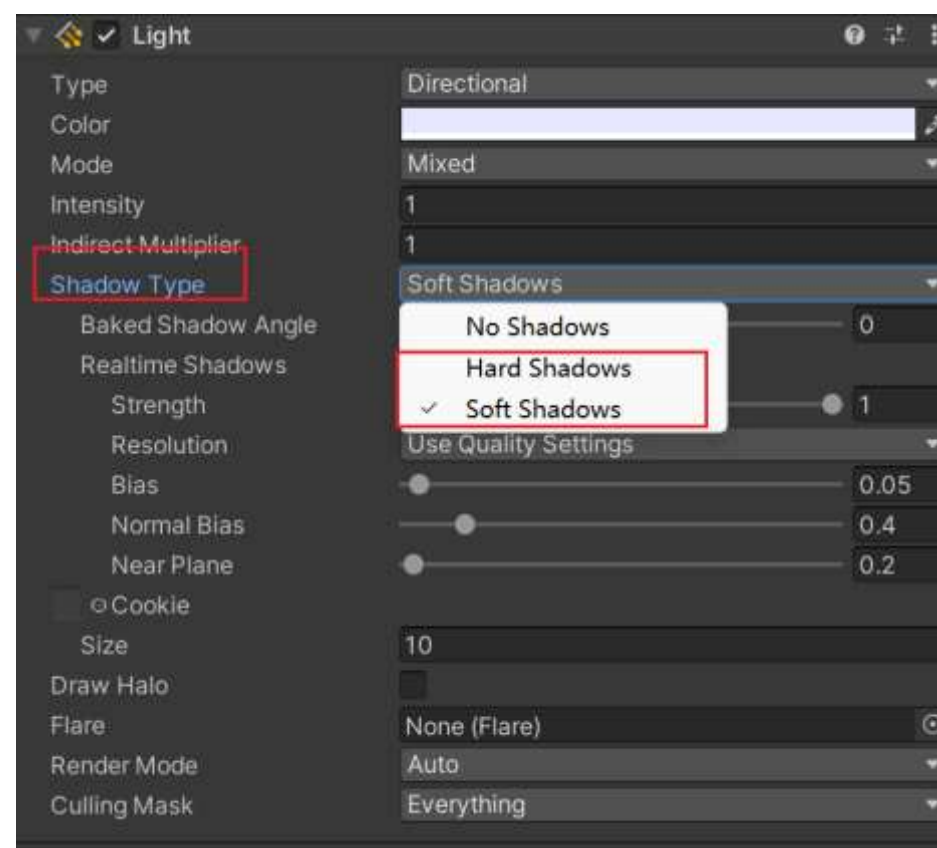 Light
Type Directional
Color
Mode Mixed
Intensity 1
Indirect Multiplier 1
Shadow Type Soft Shadows
Baked Shadow Angle No Shadows 0
Realtime Shadows Hard Shadows
Strength Soft Shadows 1
Resolution Use Quality Settings
Bias 0.05
Normal Bias 0.4
Near Plane 0.2
Cookie
Size 10
Draw Halo
Flare None (Flare)
Render Mode Auto
Culling Mask Everything